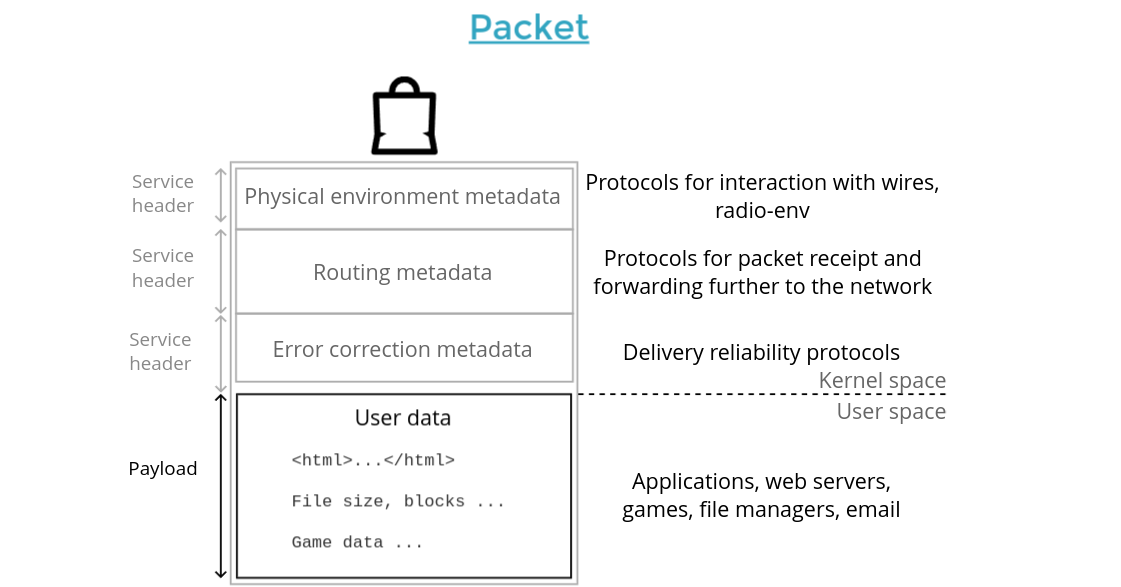 Packet
Service
header
Physical environment metadata
Protocols for interaction with wires,
radio-env
Service
header
Routing metadata
Protocols for packet receipt and
forwarding further to the network
Service
header
Error correction metadata
Delivery reliability protocols
Kernel space
User space
Payload
User data
<html>...</html>
File size, blocks ...
Game data ...
Applications, web servers,
games, file managers, email